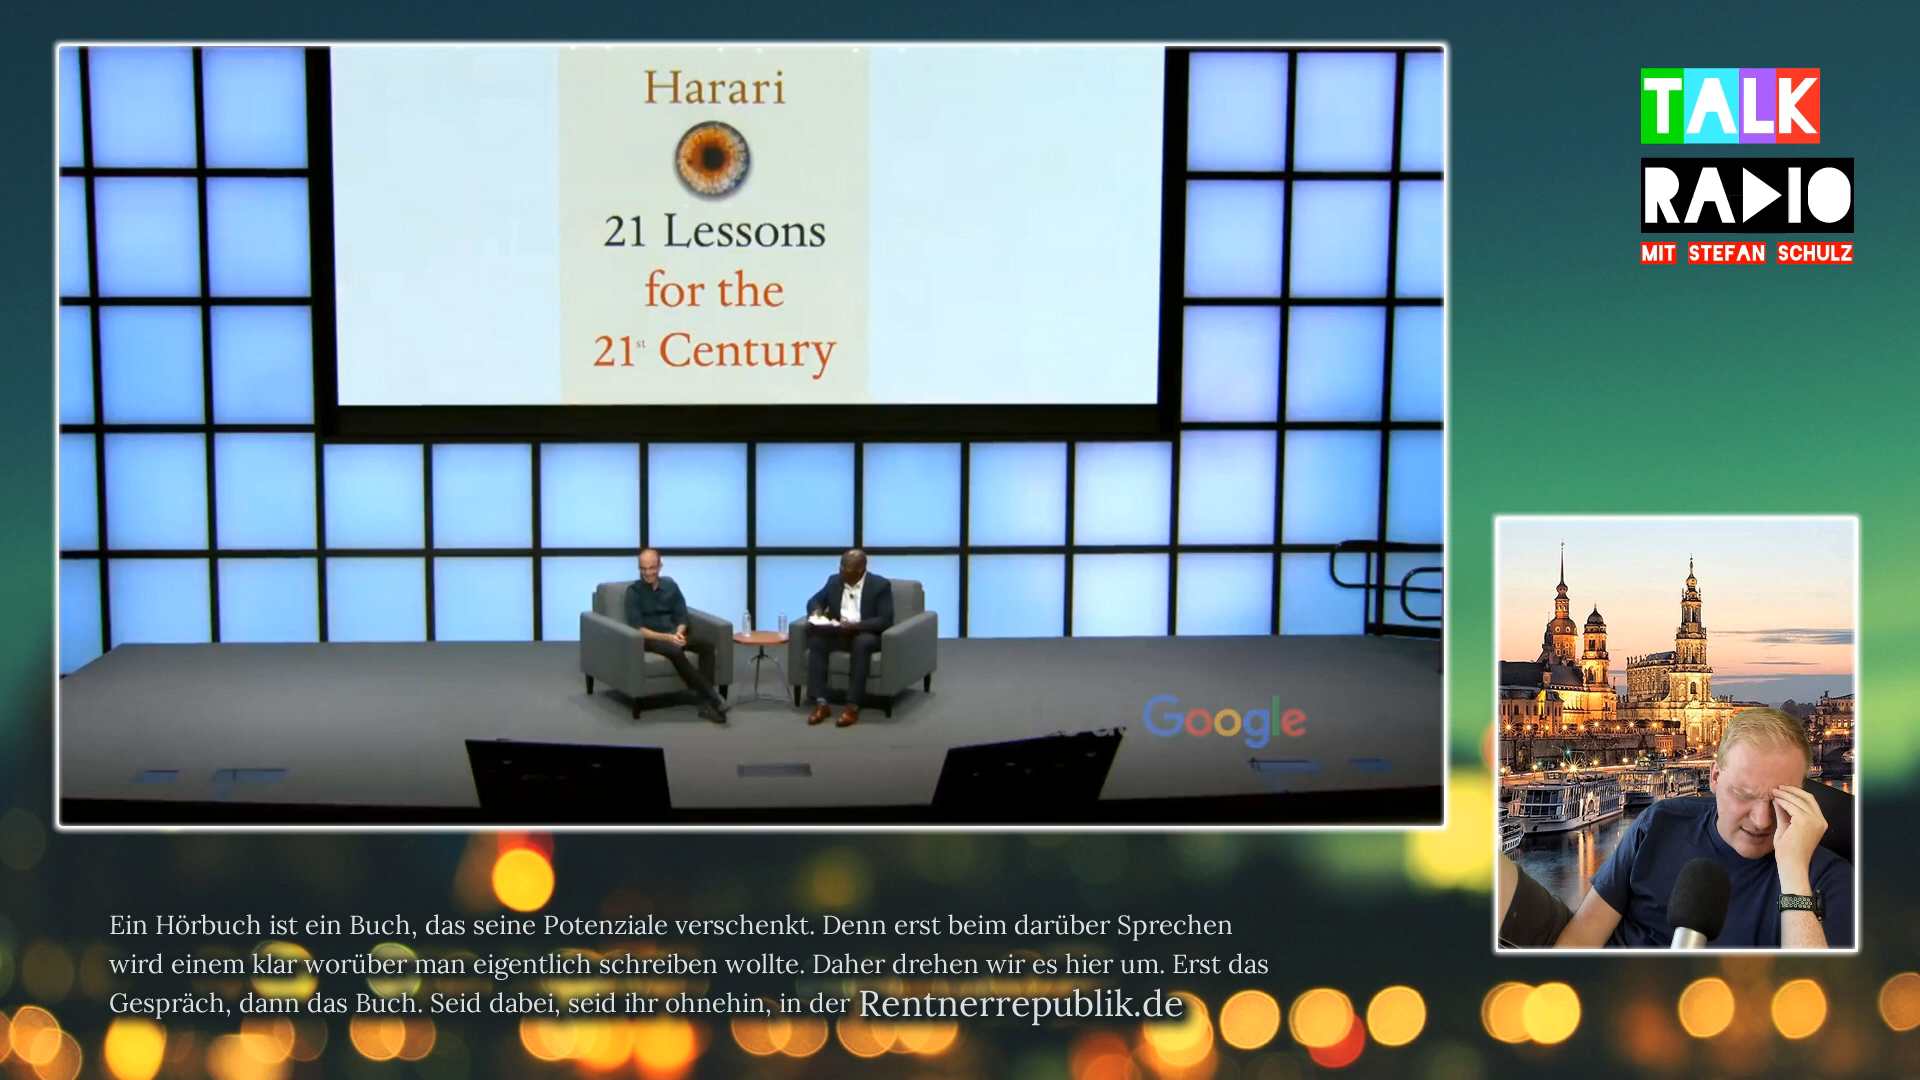 Harari
21 Lessons
for the
21st Century
Google
TALK
RADIO
MIT STEFAN SCHULZ
Ein Hörbuch ist ein Buch, das seine Potenziale verschenkt. Denn erst beim darüber Sprechen
wird einem klar worüber man eigentlich schreiben wollte. Daher drehen wir es hier um. Erst das
Gespräch, dann das Buch. Seid dabei, seid ihr ohnehin, in der Rentnerrepublik.de